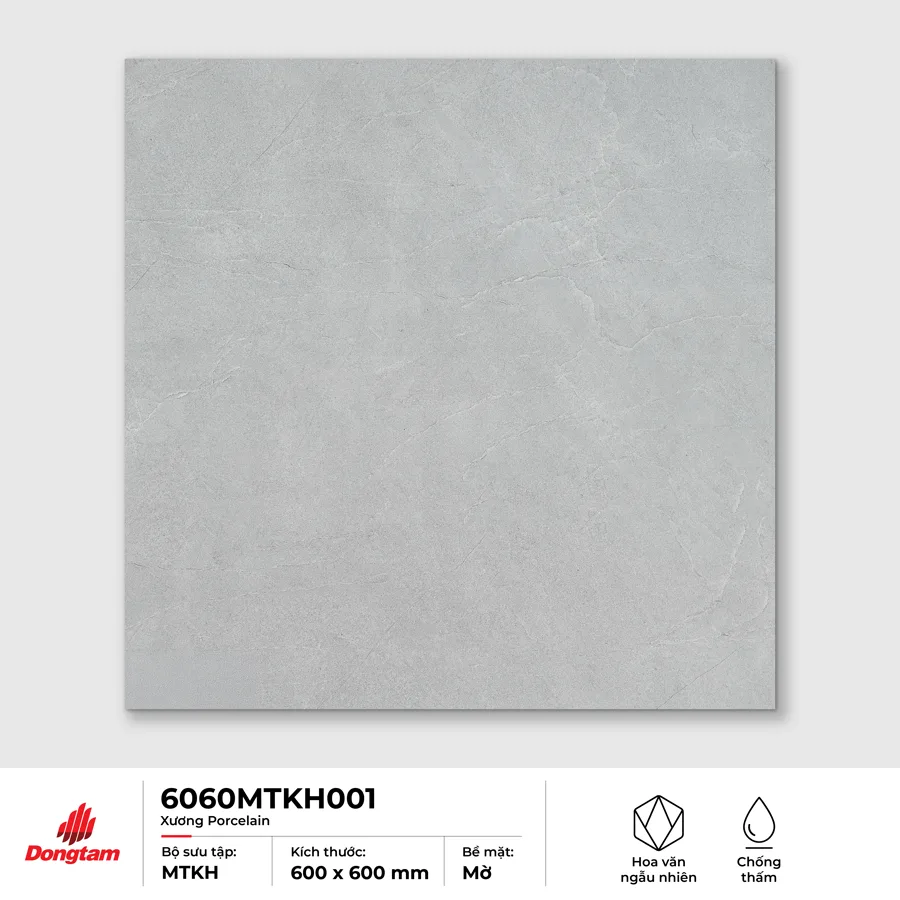 6060MTKH001
Xương Porcelain
Dongtam
Bộ sưu tập:
MTKH
Kích thước:
600 x 600 mm
Bề mặt:
Mờ
Hoa văn
ngẫu nhiên
Chống
thấm